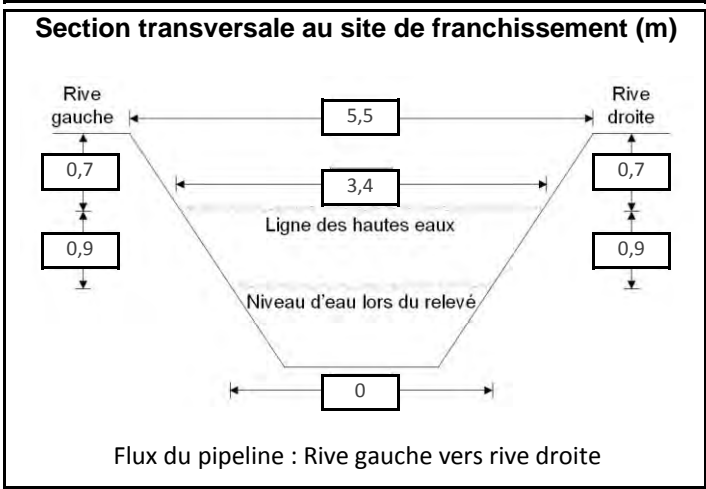 Section transversale au site de franchissement (m)
Rive
gauche
5,5
Rive
droite
0,7
3,4
0,7
Ligne des hautes eaux
0,9
0,9
Niveau d'eau lors du relevé
0
Flux du pipeline : Rive gauche vers rive droite